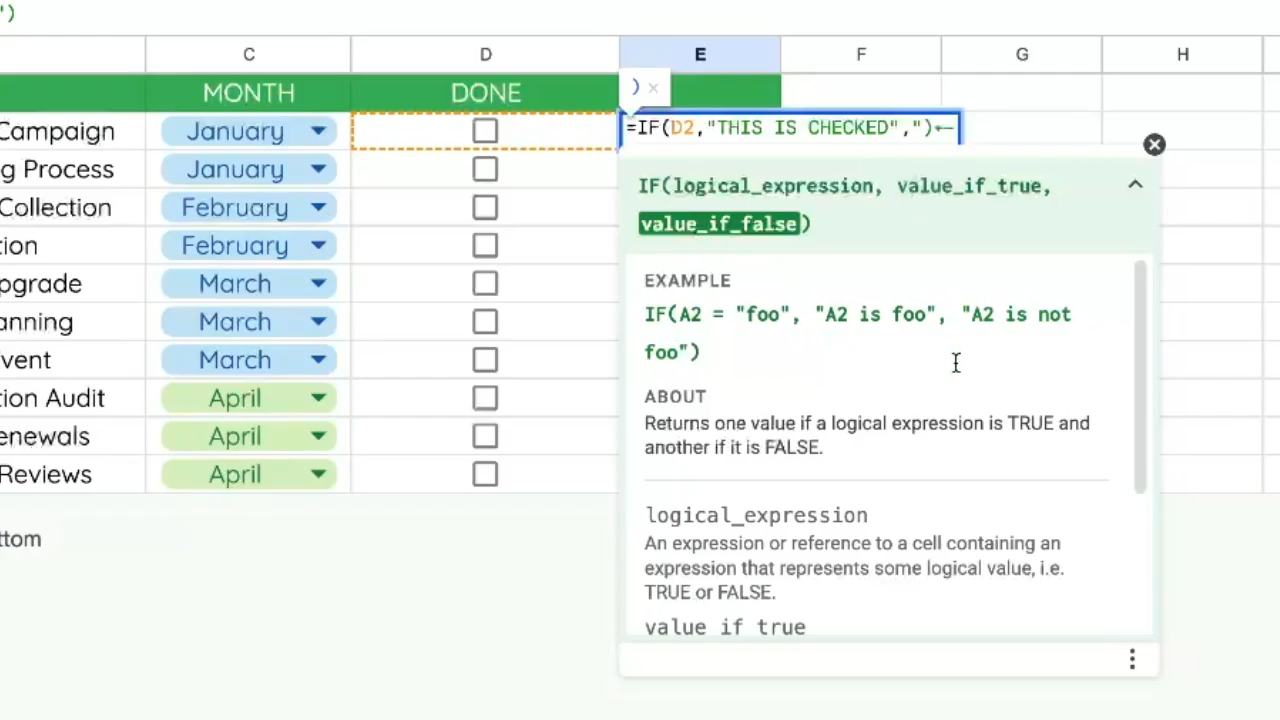 ')
C D E F G H
MONTH DONE
) ×
Campaign January =IF(D2,"THIS IS CHECKED",")←
g Process January
Collection February
tion February
pgrade March
anning March
vent March
tion Audit April
enewals April
Reviews April
ttom
IF(logical_expression, value_if_true,
value_if_false)
EXAMPLE
IF(A2 = "foo", "A2 is foo", "A2 is not
foo")
ABOUT
Returns one value if a logical expression is TRUE and
another if it is FALSE.
logical_expression
An expression or reference to a cell containing an
expression that represents some logical value, i.e.
TRUE or FALSE.
value if true